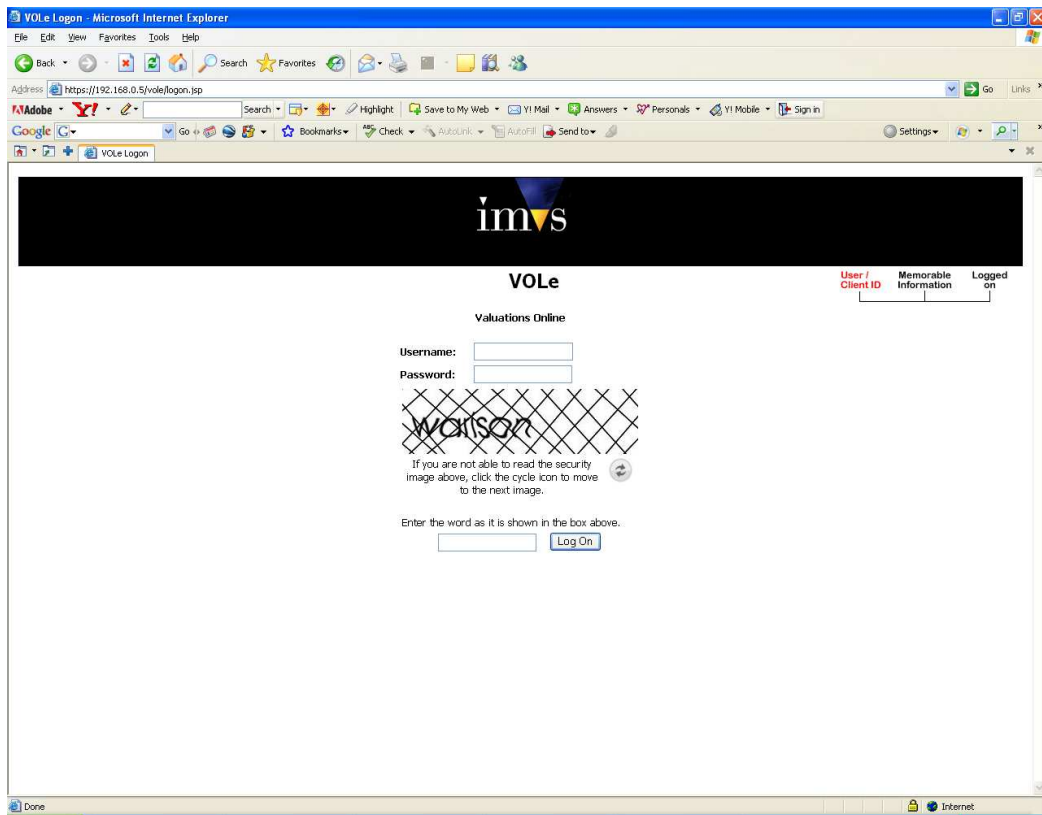 VOLe Logon - Microsoft Internet Explorer
File Edit View Favorites Tools Help
Back Search Favorites
Address https://192.168.0.5/vole/logon.jsp Go Links
Adobe Y! Search Highlight Save to My Web Y! Mail Answers Personals Y! Mobile Sign in
Google G Go Bookmarks Check AutoLink AutoFill Send to Settings
VOLe Logon
imvs
VOLe
User / Client ID Memorable Information Logged on
Valuations Online
Username:
Password:
If you are not able to read the security
image above, click the cycle icon to move
to the next image.
Enter the word as it is shown in the box above.
Log On
Done Internet